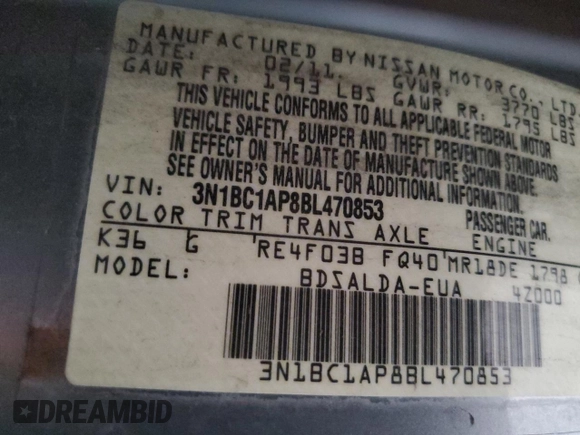 MANUFACTURED BY NISSAN MOTOR CO., LTD.
DATE: 02/11. GVWR: 3770 LBS
GAWR FR: 1993 LBS GAWR RR: 1795 LBS
THIS VEHICLE CONFORMS TO ALL APPLICABLE FEDERAL MOTOR
VEHICLE SAFETY, BUMPER AND THEFT PREVENTION STANDARDS
IN EFFECT ON THE DATE OF MANUFACTURE SHOWN ABOVE.
SEE OWNER'S MANUAL FOR ADDITIONAL INFORMATION.
VIN: 3N1BC1AP8BL470853 PASSENGER CAR.
COLOR TRIM TRANS AXLE ENGINE
K36 G RE4F03B FQ40 MR18DE 1798
MODEL: BDSALDA-EUA 4Z000
3N1BC1AP8BL470853
DREAMBID